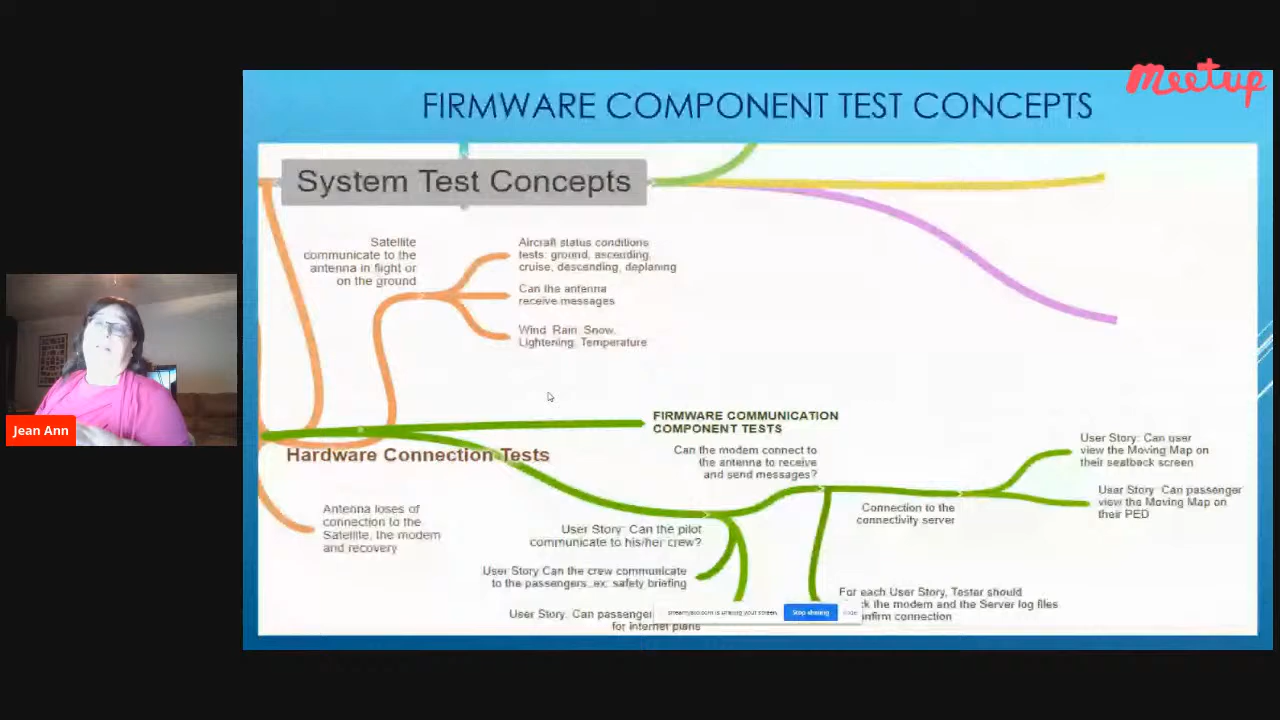 meetup
FIRMWARE COMPONENT TEST CONCEPTS
System Test Concepts
Satellite
communicate to the
antenna in flight or
on the ground
Aircraft status conditions
tests: ground, ascending,
cruise, descending, deplaning
Can the antenna
receive messages
Wind, Rain, Snow,
Lightening, Temperature
FIRMWARE COMMUNICATION
COMPONENT TESTS
Hardware Connection Tests
Can the modem connect to
the antenna to receive
and send messages?
User Story: Can user
view the Moving Map on
their seatback screen
User Story: Can passenger
view the Moving Map on
their PED
Connection to the
connectivity server
Antenna loses of
connection to the
Satellite, the modem
and recovery
User Story: Can the pilot
communicate to his/her crew?
User Story Can the crew communicate
to the passengers, ex: safety briefing
User Story: Can passenger
for internet plans
For each User Story, Tester should
ck the modem and the Server log files
onfirm connection
is sharing your screen.
Stop sharing
Jean Ann